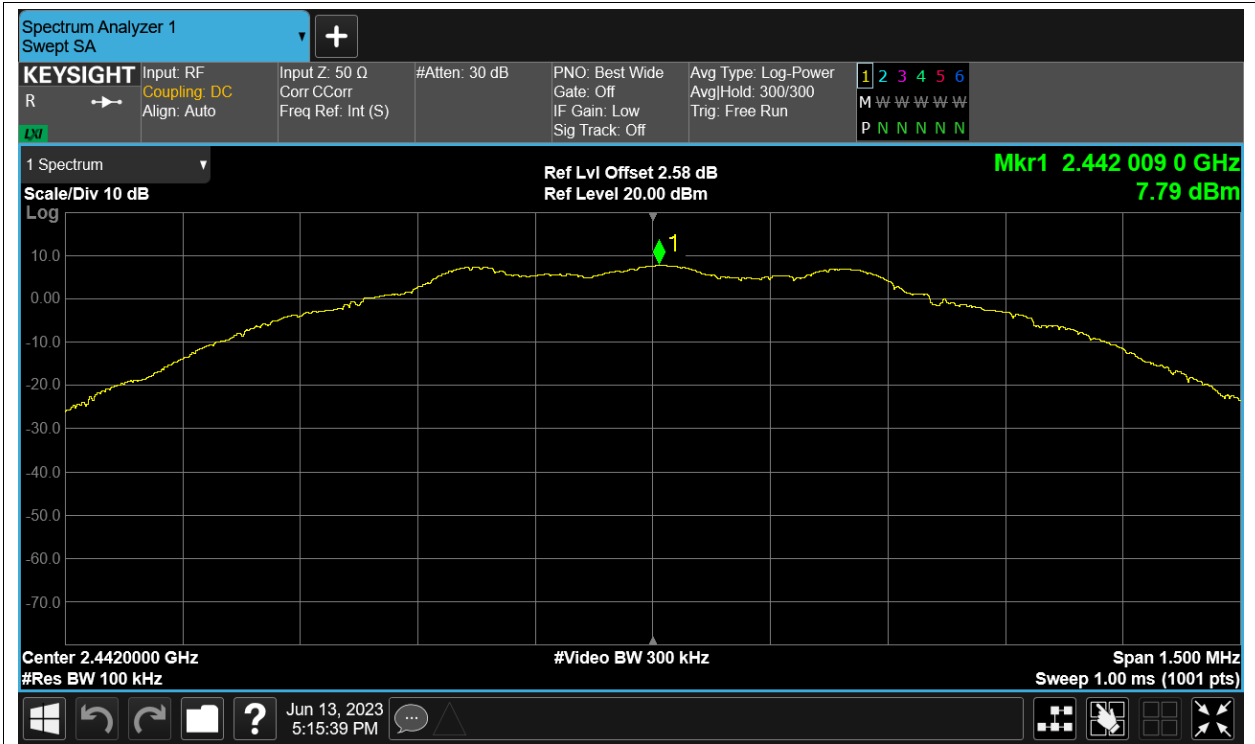 Spectrum Analyzer 1
Swept SA
KEYSIGHT
R
LXI
Input: RF
Coupling: DC
Align: Auto
Input Z: 50 Ω
Corr CCorr
Freq Ref: Int (S)
#Atten: 30 dB
PNO: Best Wide
Gate: Off
IF Gain: Low
Sig Track: Off
Avg Type: Log-Power
Avg|Hold: 300/300
Trig: Free Run
1 2 3 4 5 6
M W W W W W
P N N N N N
1 Spectrum
Scale/Div 10 dB
Ref Lvl Offset 2.58 dB
Ref Level 20.00 dBm
Mkr1 2.442 009 0 GHz
7.79 dBm
Log
1
10.0
0.00
-10.0
-20.0
-30.0
-40.0
-50.0
-60.0
-70.0
Center 2.4420000 GHz
#Video BW 300 kHz
Span 1.500 MHz
#Res BW 100 kHz
Sweep 1.00 ms (1001 pts)
?
Jun 13, 2023
5:15:39 PM